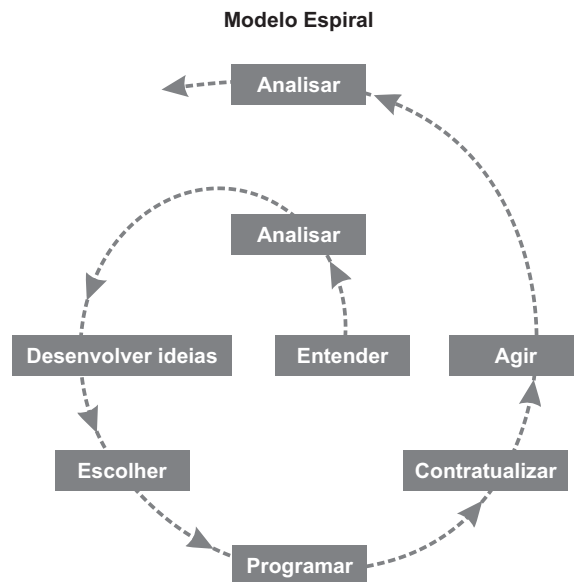 Modelo Espiral
Analisar
Analisar
Desenvolver ideias
Entender
Agir
Escolher
Contratualizar
Programar